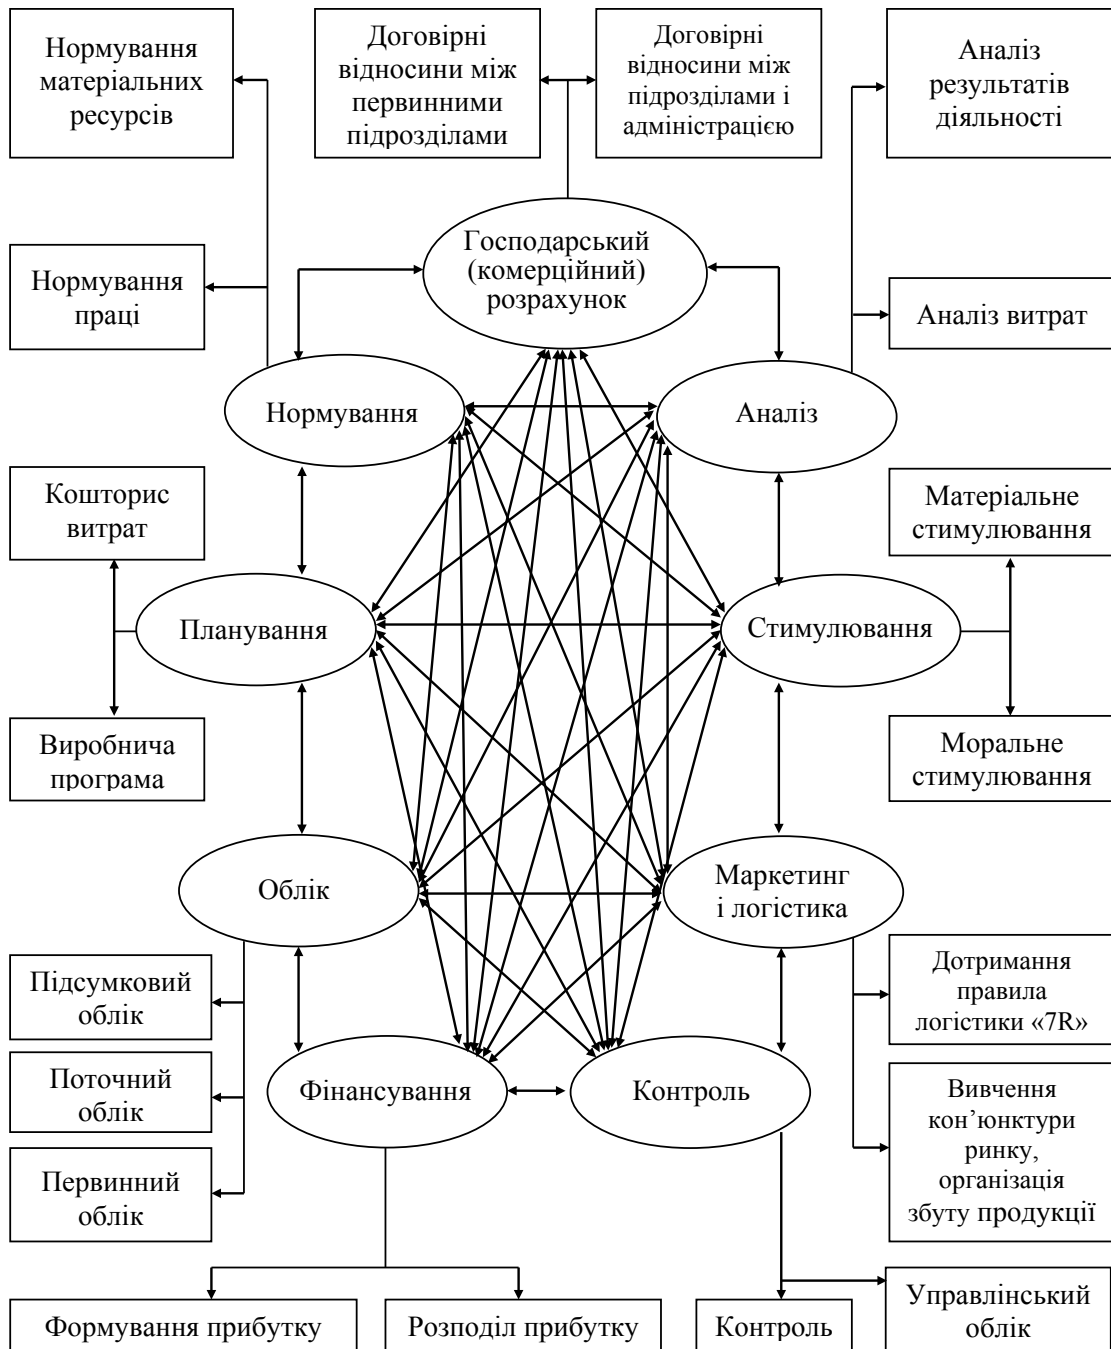 Нормування
матеріальних
ресурсів
Договірні
відносини між
первинними
підрозділами
Договірні
відносини між
підрозділами і
адміністрацією
Аналіз
результатів
діяльності
Господарський
(комерційний)
розрахунок
Нормування
праці
Аналіз витрат
Нормування
Аналіз
Кошторис
витрат
Матеріальне
стимулювання
Планування
Стимулювання
Виробнича
програма
Моральне
стимулювання
Облік
Маркетинг
і логістика
Підсумковий
облік
Дотримання
правила
логістики «7R»
Поточний
облік
Фінансування
Контроль
Вивчення
кон’юнктури
ринку,
організація
збуту продукції
Первинний
облік
Формування прибутку
Розподіл прибутку
Контроль
Управлінський
облік